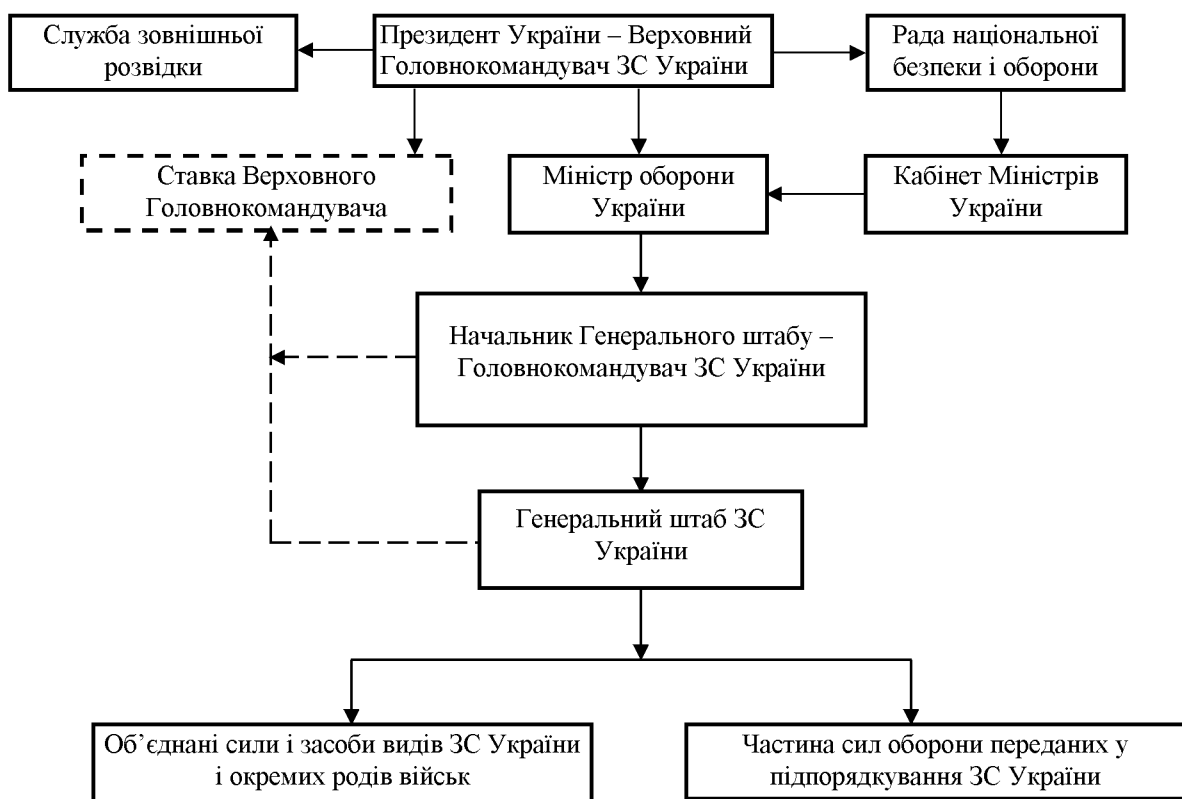 Служба зовнішньої
розвідки
Президент України – Верховний
Головнокомандувач ЗС України
Рада національної
безпеки і оборони
Ставка Верховного
Головнокомандувача
Міністр оборони
України
Кабінет Міністрів
України
Начальник Генерального штабу –
Головнокомандувач ЗС України
Генеральний штаб ЗС
України
Об’єднані сили і засоби видів ЗС України
і окремих родів військ
Частина сил оборони переданих у
підпорядкування ЗС України